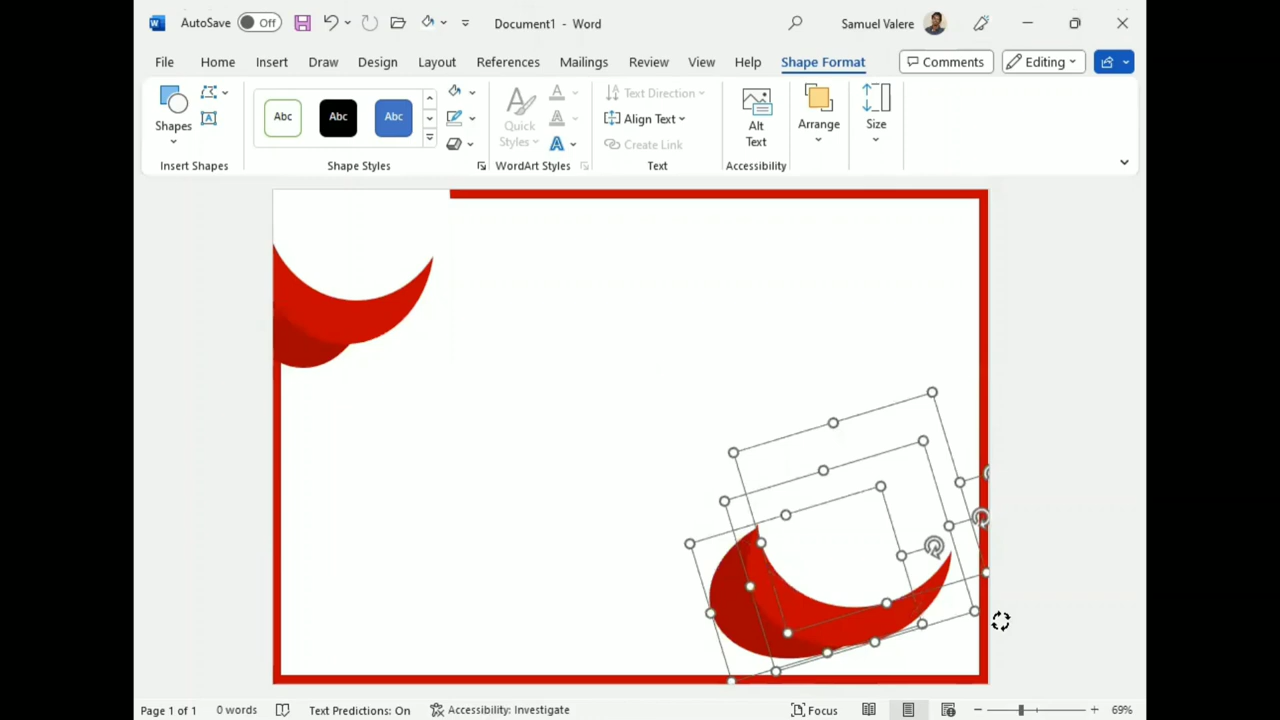 AutoSave Off Document1 - Word Samuel Valere
File Home Insert Draw Design Layout References Mailings Review View Help Shape Format Comments Editing
Shapes
Insert Shapes
Abc Abc Abc
Shape Styles
Quick Styles
WordArt Styles
Text Direction
Align Text
Create Link
Text
Alt Text
Accessibility
Arrange
Size
Page 1 of 1 0 words Text Predictions: On Accessibility: Investigate Focus 69%